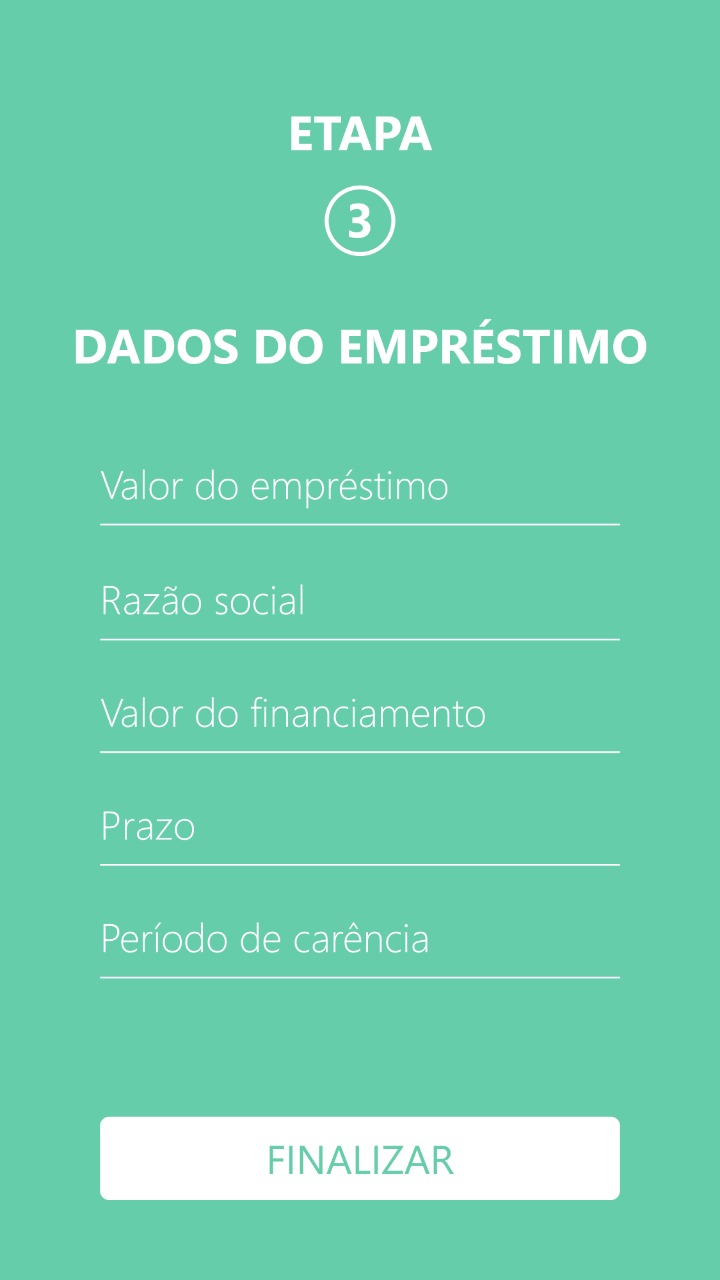 ETAPA
3
DADOS DO EMPRÉSTIMO
Valor do empréstimo
Razão social
Valor do financiamento
Prazo
Período de carência
FINALIZAR